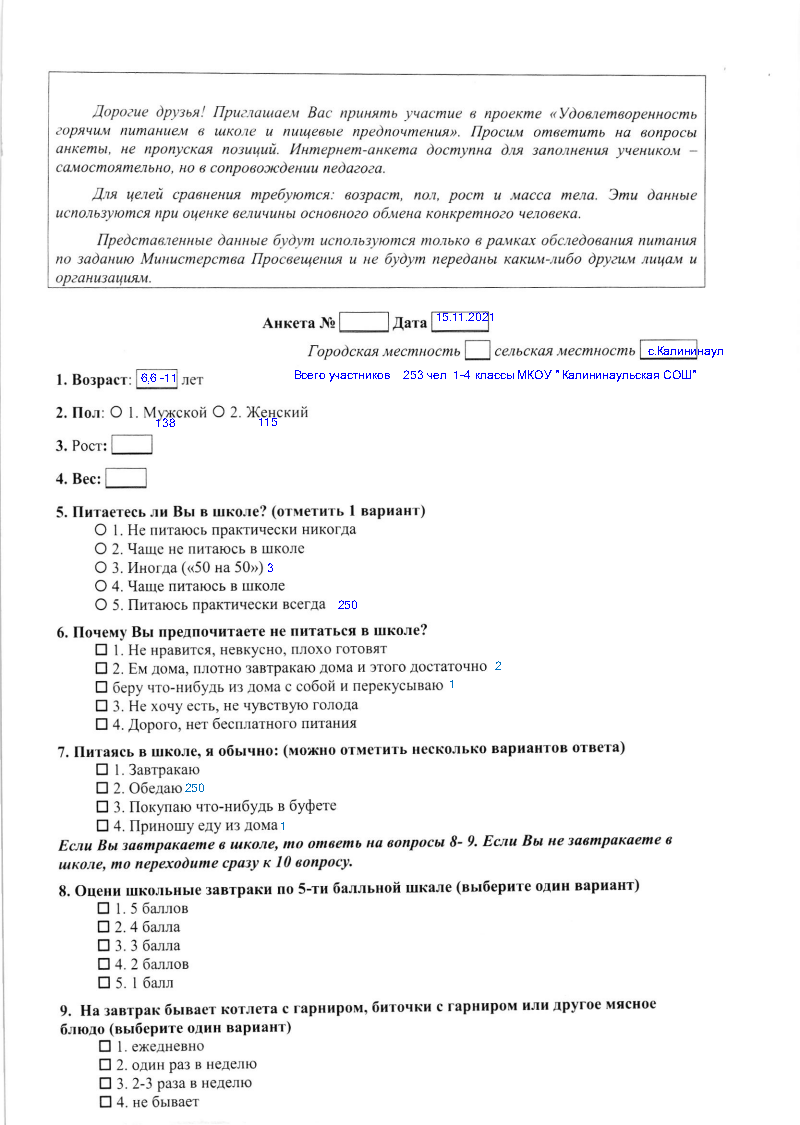 Дорогие друзья! Приглашаем Вас принять участие в проекте «Удовлетворенность
горячим питанием в школе и пищевые предпочтения». Просим ответить на вопросы
анкеты, не пропуская позиций. Интернет-анкета доступна для заполнения учеником –
самостоятельно, но в сопровождении педагога.
Для целей сравнения требуются: возраст, пол, рост и масса тела. Эти данные
используются при оценке величины основного обмена конкретного человека.
Представленные данные будут используются только в рамках обследования питания
по заданию Министерства Просвещения и не будут переданы каким-либо другим лицам и
организациям.
Анкета № Дата 15.11.2021
Городская местность сельская местность с.Калининаул
1. Возраст: 6,6 -11 лет Всего участников 253 чел 1-4 классы МКОУ " Калининаульская СОШ"
2. Пол: 1. Мужской 2. Женский
138 115
3. Рост:
4. Вес:
5. Питаетесь ли Вы в школе? (отметить 1 вариант)
1. Не питаюсь практически никогда
2. Чаще не питаюсь в школе
3. Иногда («50 на 50») 3
4. Чаще питаюсь в школе
5. Питаюсь практически всегда 250
6. Почему Вы предпочитаете не питаться в школе?
1. Не нравится, невкусно, плохо готовят
2. Ем дома, плотно завтракаю дома и этого достаточно 2
беру что-нибудь из дома с собой и перекусываю 1
3. Не хочу есть, не чувствую голода
4. Дорого, нет бесплатного питания
7. Питаясь в школе, я обычно: (можно отметить несколько вариантов ответа)
1. Завтракаю
2. Обедаю 250
3. Покупаю что-нибудь в буфете
4. Приношу еду из дома 1
Если Вы завтракаете в школе, то ответь на вопросы 8- 9. Если Вы не завтракаете в
школе, то переходите сразу к 10 вопросу.
8. Оцени школьные завтраки по 5-ти балльной шкале (выберите один вариант)
1. 5 баллов
2. 4 балла
3. 3 балла
4. 2 баллов
5. 1 балл
9. На завтрак бывает котлета с гарниром, биточки с гарниром или другое мясное
блюдо (выберите один вариант)
1. ежедневно
2. один раз в неделю
3. 2-3 раза в неделю
4. не бывает